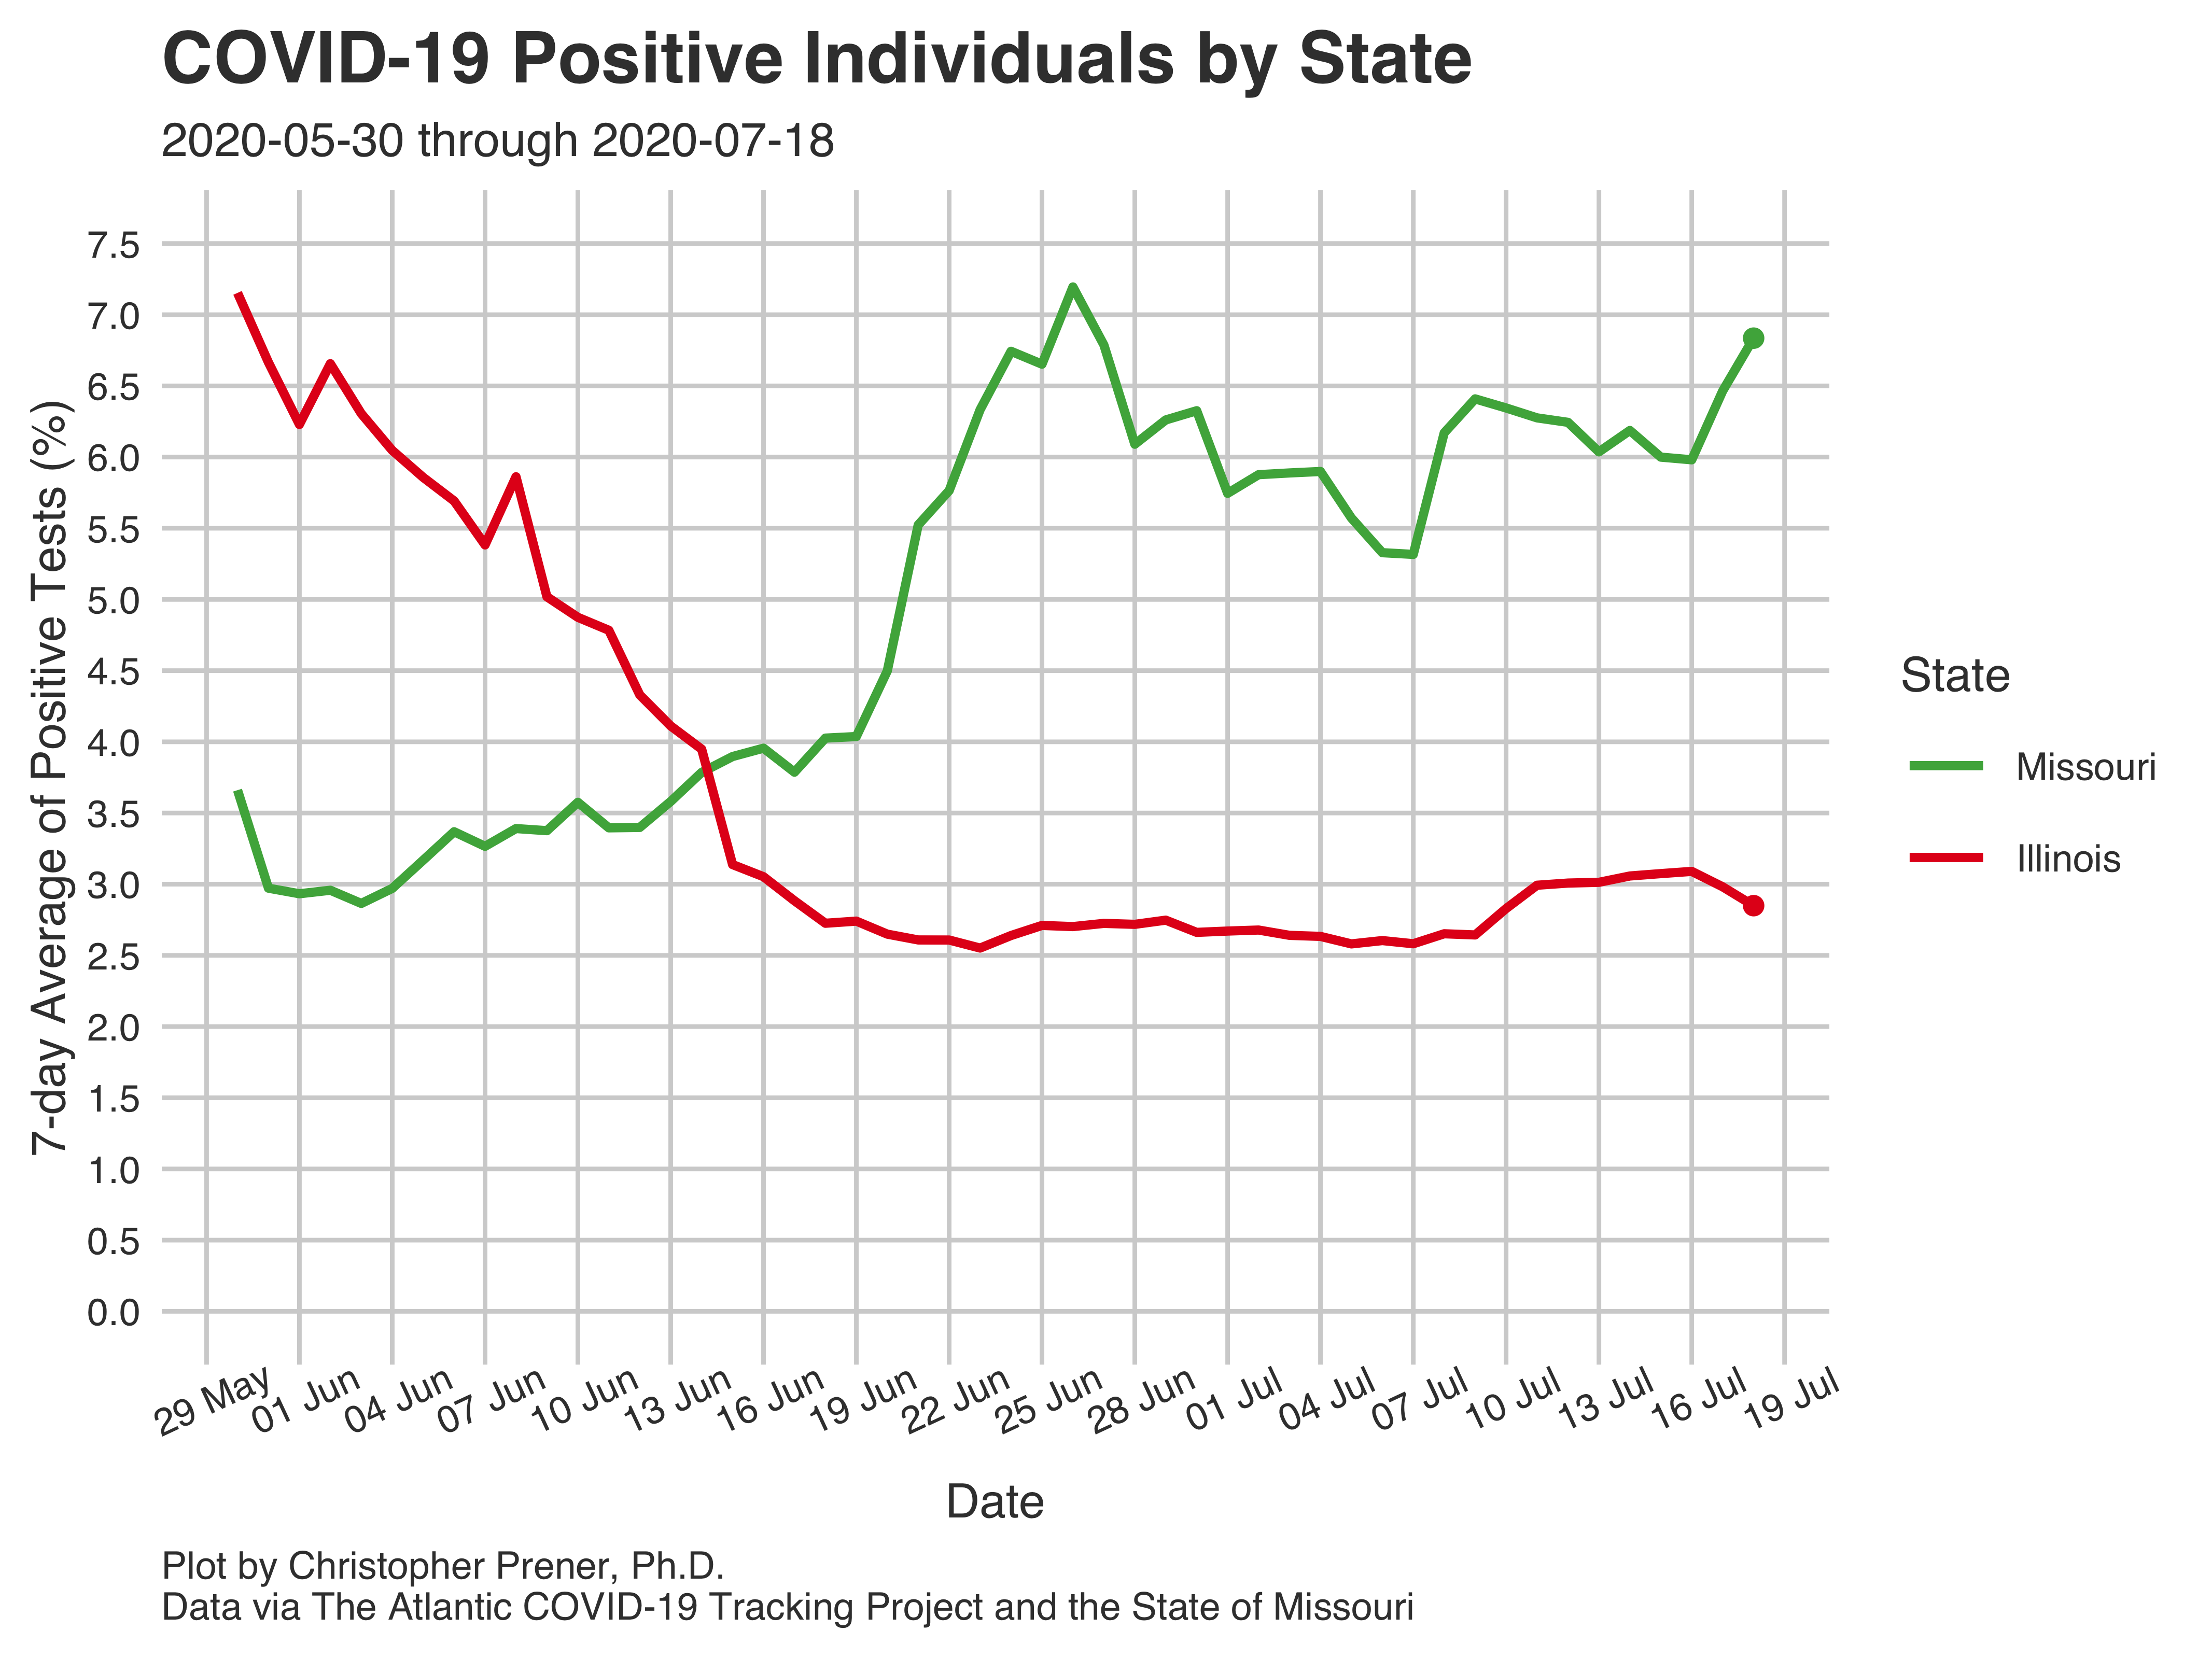 COVID-19 Positive Individuals by State
2020-05-30 through 2020-07-18
7-day Average of Positive Tests (%)
7.5
7.0
6.5
6.0
5.5
5.0
4.5
4.0
3.5
3.0
2.5
2.0
1.5
1.0
0.5
0.0
29 May
01 Jun
04 Jun
07 Jun
10 Jun
13 Jun
16 Jun
19 Jun
22 Jun
25 Jun
28 Jun
01 Jul
04 Jul
07 Jul
10 Jul
13 Jul
16 Jul
19 Jul
Date
State
Missouri
Illinois
Plot by Christopher Prener, Ph.D.
Data via The Atlantic COVID-19 Tracking Project and the State of Missouri